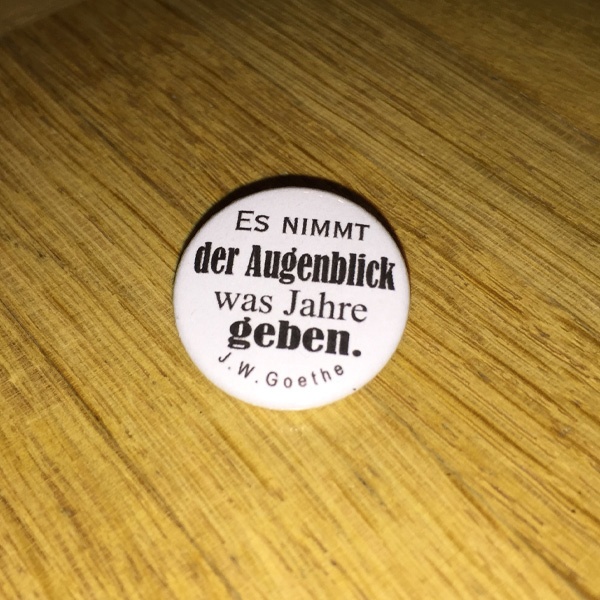 Es nimmt
der Augenblick
was Jahre
geben.
J.W.Goethe